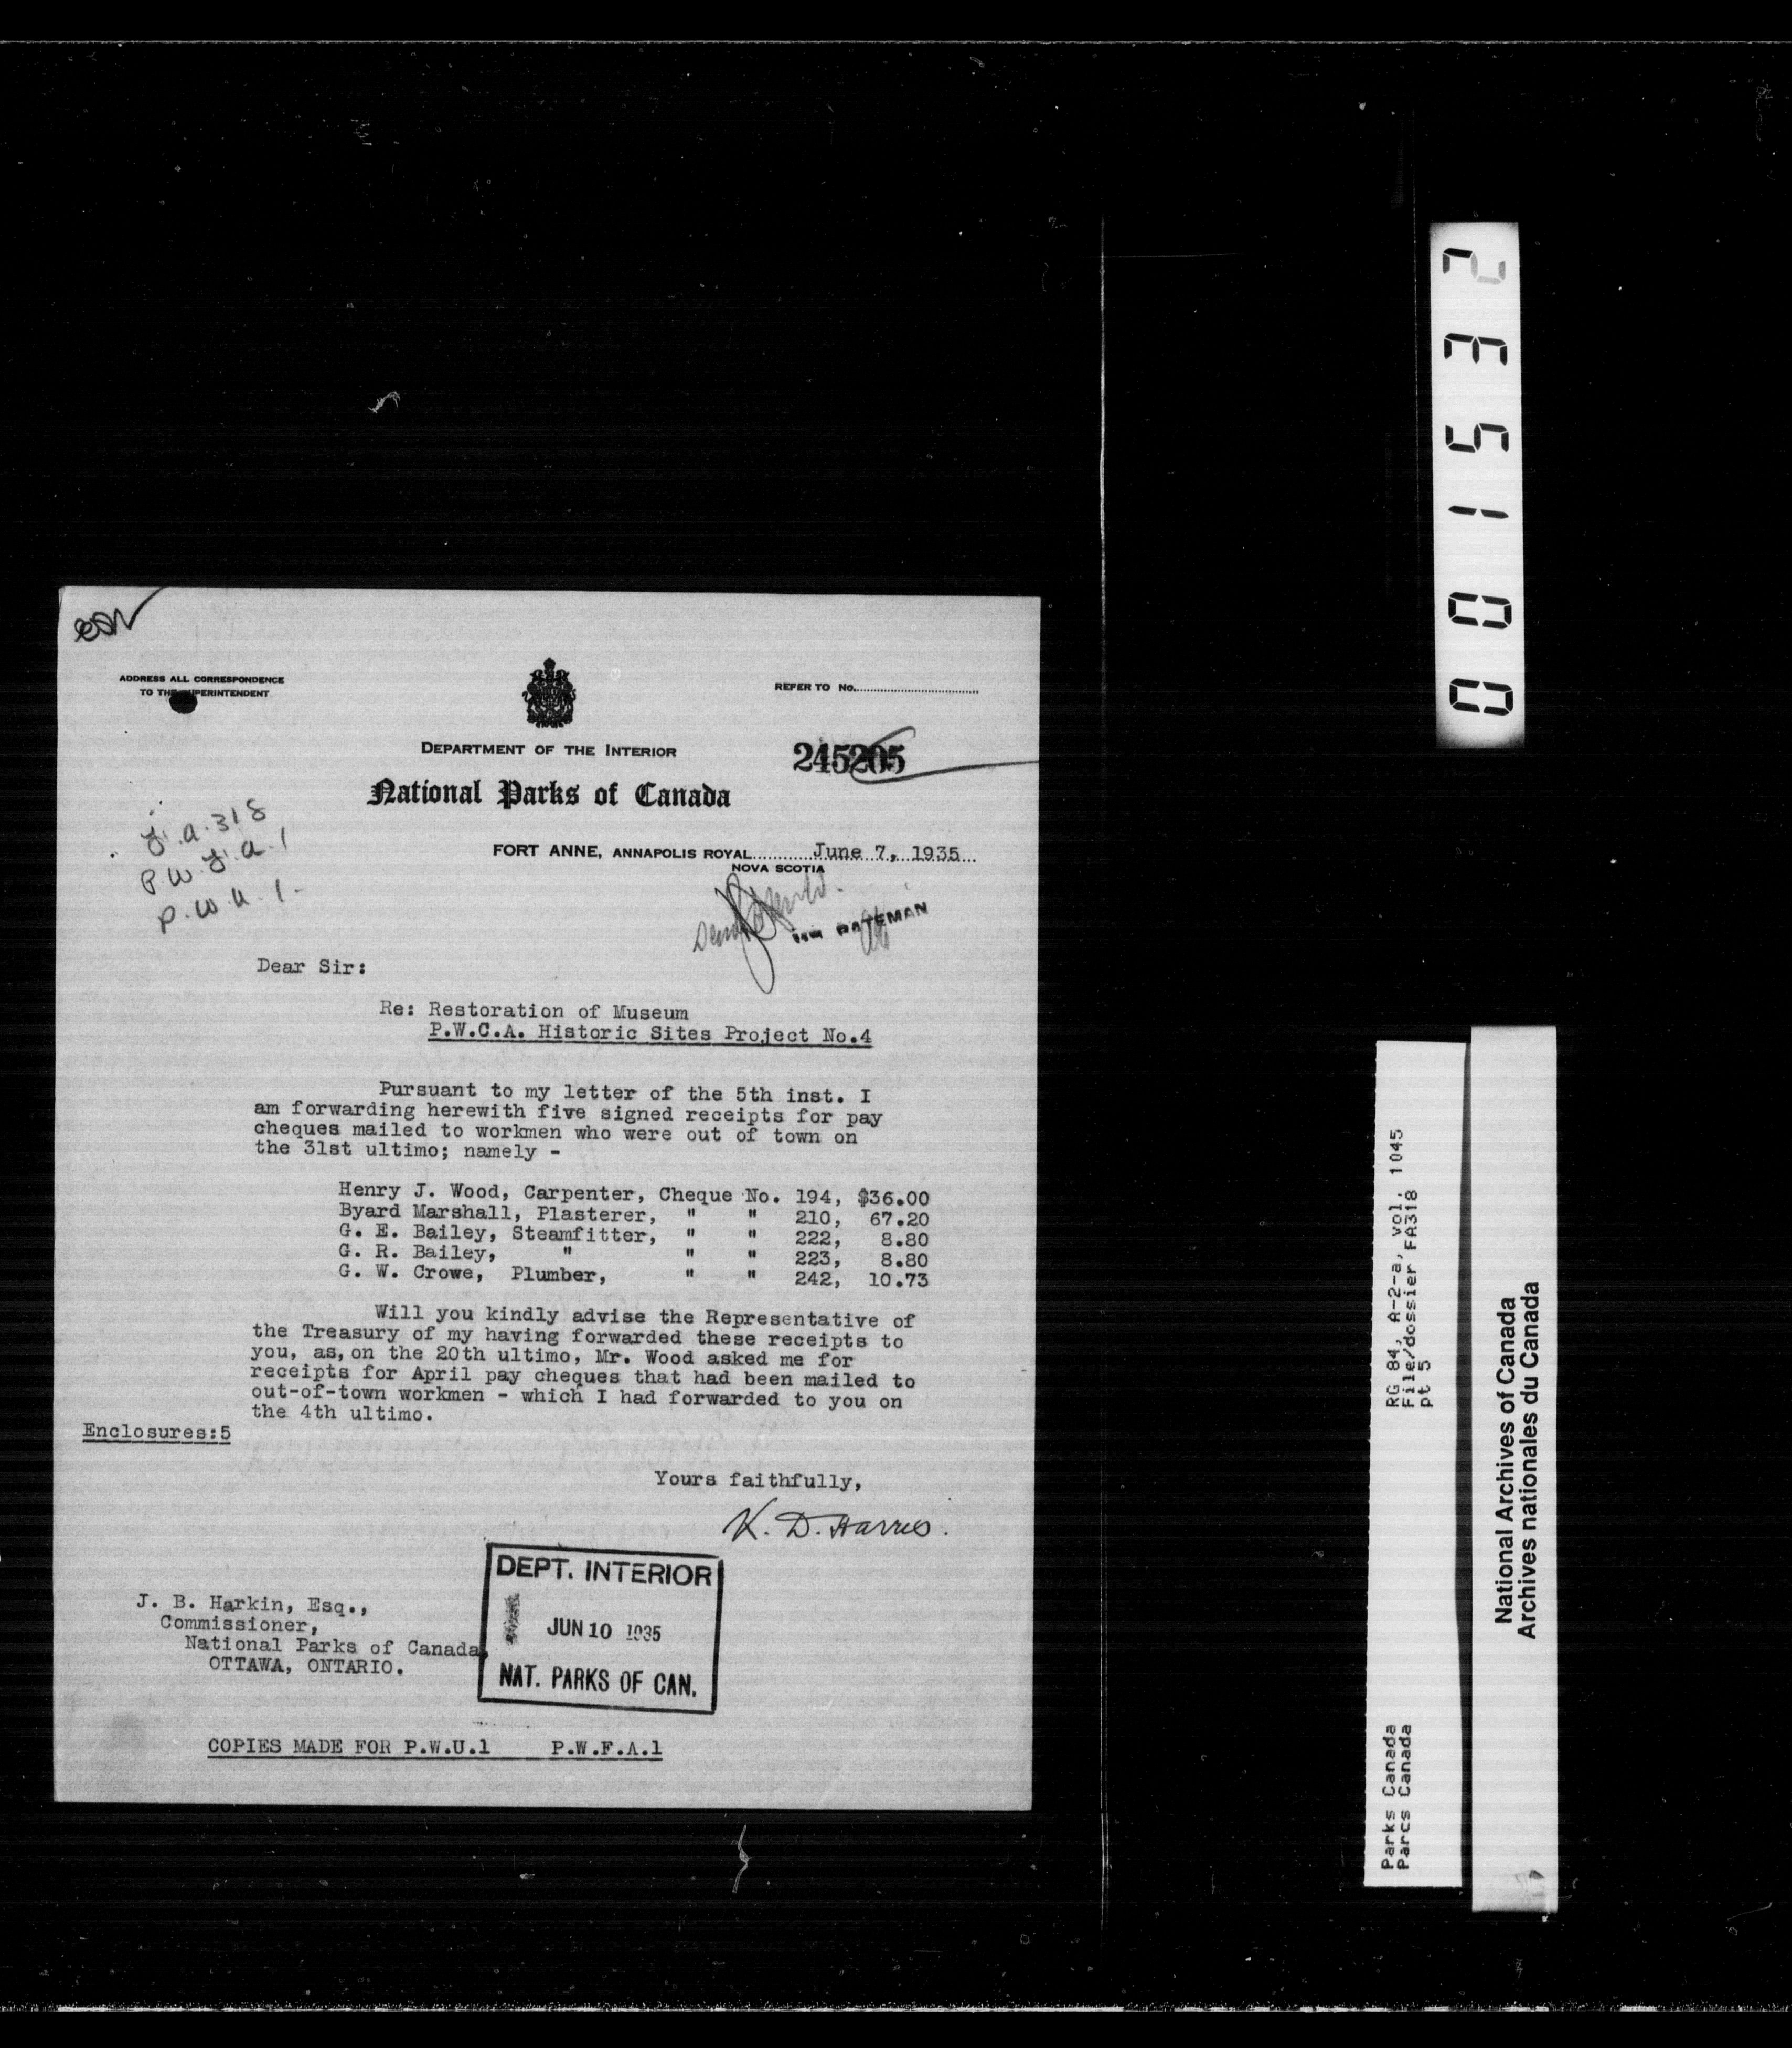 ADDRESS ALL CORRESPONDENCE
TO THE SUPERINTENDENT
REFER TO No.
DEPARTMENT OF THE INTERIOR
245205
National Parks of Canada
F.A.318
P.W.F.A.1
P.W.U.1.
FORT ANNE, ANNAPOLIS ROYAL June 7, 1935
NOVA SCOTIA
BATEMAN
Dear Sir:
Re: Restoration of Museum
P.W.C.A. Historic Sites Project No.4
Pursuant to my letter of the 5th inst. I
am forwarding herewith five signed receipts for pay
cheques mailed to workmen who were out of town on
the 31st ultimo; namely -
Henry J. Wood, Carpenter, Cheque No. 194, $36.00
Byard Marshall, Plasterer, " " 210, 67.20
G. E. Bailey, Steamfitter, " " 222, 8.80
G. R. Bailey, " " " 223, 8.80
G. W. Crowe, Plumber, " " 242, 10.73
Will you kindly advise the Representative of
the Treasury of my having forwarded these receipts to
you, as, on the 20th ultimo, Mr. Wood asked me for
receipts for April pay cheques that had been mailed to
out-of-town workmen - which I had forwarded to you on
the 4th ultimo.
Enclosures:5
Yours faithfully,
K. D. Harris.
DEPT. INTERIOR
JUN 10 1935
NAT. PARKS OF CAN.
J. B. Harkin, Esq.,
Commissioner,
National Parks of Canada,
OTTAWA, ONTARIO.
COPIES MADE FOR P.W.U.1 P.W.F.A.1
001532
RG 84, A-2-a, vol. 1045
File/dossier FA318
pt 5
Parks Canada
Parcs Canada
National Archives of Canada
Archives nationales du Canada